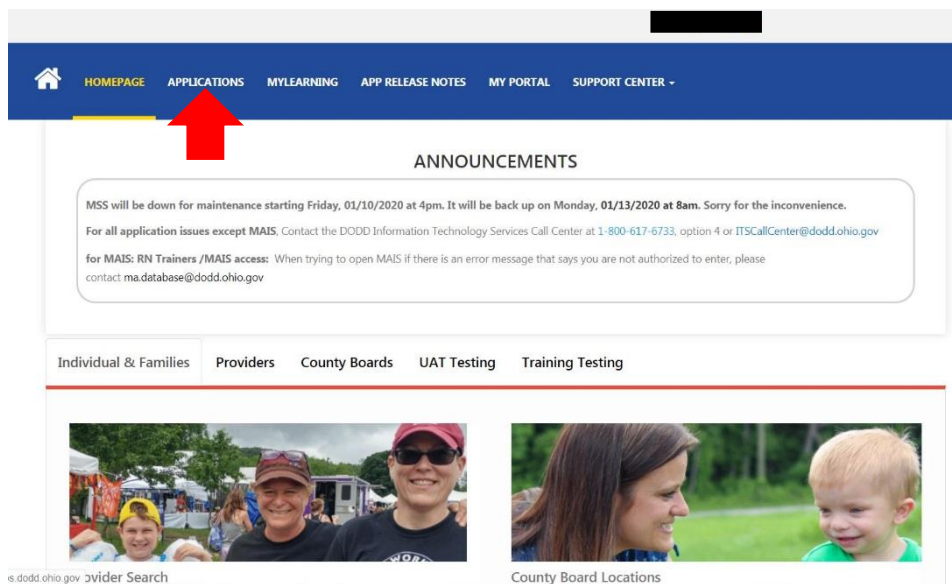 HOMEPAGE APPLICATIONS MYLEARNING APP RELEASE NOTES MY PORTAL SUPPORT CENTER
ANNOUNCEMENTS
MSS will be down for maintenance starting Friday, 01/10/2020 at 4pm. It will be back up on Monday, 01/13/2020 at 8am. Sorry for the inconvenience.
For all application issues except MAIS, Contact the DODD Information Technology Services Call Center at 1-800-617-6733, option 4 or ITSCallCenter@dodd.ohio.gov
for MAIS: RN Trainers /MAIS access: When trying to open MAIS if there is an error message that says you are not authorized to enter, please
contact ma.database@dodd.ohio.gov
Individual & Families Providers County Boards UAT Testing Training Testing
Search County Board Locations